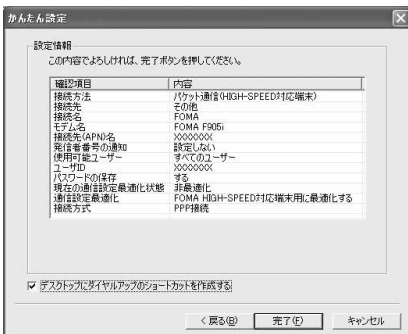 かんたん設定
設定情報
この内容でよろしければ、完了ボタンを押してください。
確認項目 内容
接続方法 パケット通信(HIGH-SPEED対応端末)
接続先 その他
接続名 FOMA
モデム名 FOMA F905i
接続先(APN)名 XXXXXXX
発信者番号の通知 設定しない
使用可能ユーザー すべてのユーザー
ユーザID XXXXXXX
パスワードの保存 する
現在の通信設定最適化状態 非最適化
通信設定最適化 FOMA HIGH-SPEED対応端末用に最適化する
接続方式 PPP接続
デスクトップにダイヤルアップのショートカットを作成する
< 戻る(B) 完了(F) キャンセル